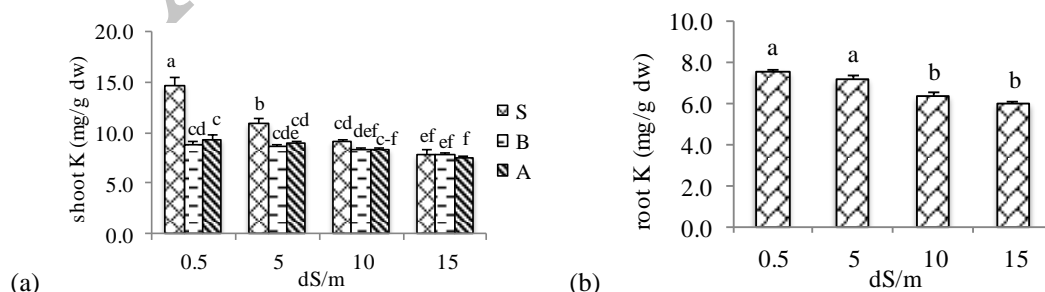 20.0
15.0
10.0
5.0
0.0
shoot K (mg/g dw)
a
cd
c
b
cde
cd
cd
def
c-f
ef
ef
f
0.5 5 10 15
dS/m
S
B
A
(a)
10.0
8.0
6.0
4.0
2.0
0.0
root K (mg/g dw)
a
a
b
b
0.5 5 10 15
dS/m
(b)